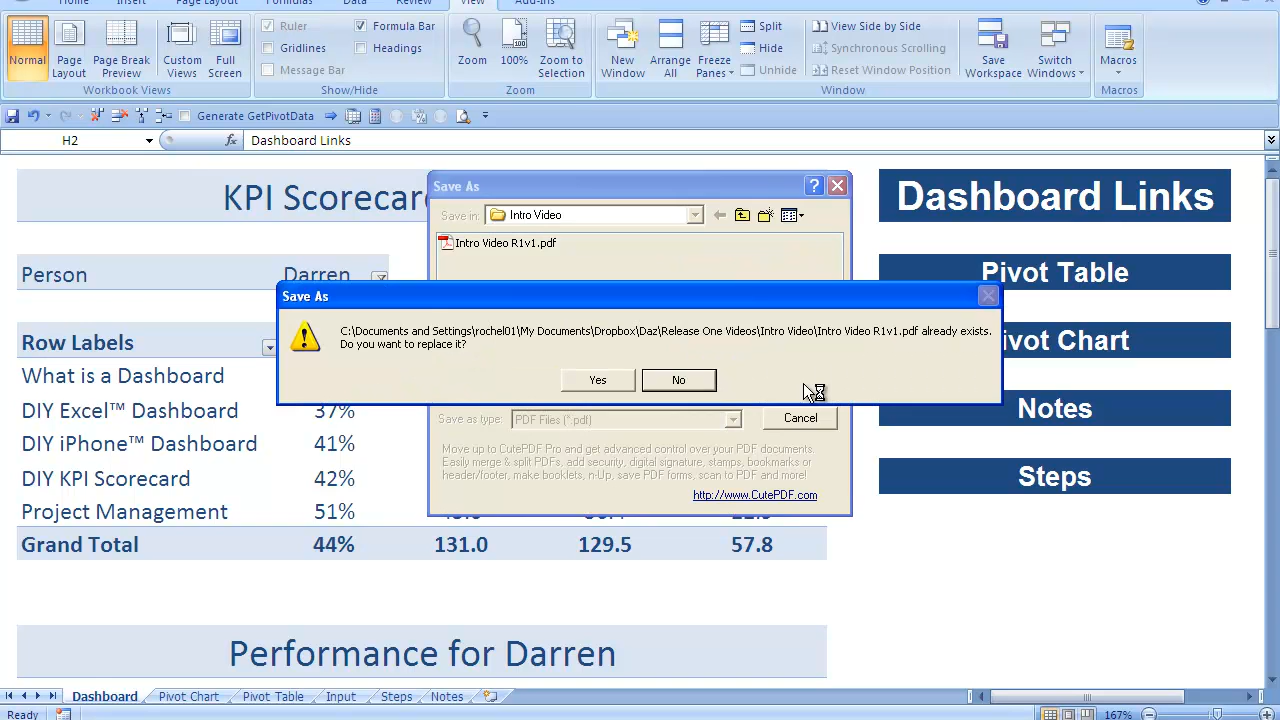 Home Insert Page Layout Formulas Data Review View Add-Ins
Ruler Formula Bar
Gridlines Headings
Message Bar
Normal Page Layout Page Break Preview Custom Views Full Screen
Zoom 100% Zoom to Selection
New Window Arrange All Freeze Panes
Split
Hide
Unhide
View Side by Side
Synchronous Scrolling
Reset Window Position
Save Workspace Switch Windows Macros
Workbook Views Show/Hide Zoom Window Macros
Generate GetPivotData
H2 fx Dashboard Links
KPI Scorecar
Person Darren
Row Labels
What is a Dashboard
DIY Excel™ Dashboard 37%
DIY iPhone™ Dashboard 41%
DIY KPI Scorecard 42%
Project Management 51%
Grand Total 44% 131.0 129.5 57.8
Performance for Darren
Save As
Save in: Intro Video
Intro Video R1v1.pdf
Save As
C:\Documents and Settings\rochel01\My Documents\Dropbox\Daz\Release One Videos\Intro Video\Intro Video R1v1.pdf already exists.
Do you want to replace it?
Yes No
Save as type: PDF Files (*.pdf) Cancel
Move up to CutePDF Pro and get advanced control over your PDF documents.
Easily merge & split PDFs, add security, digital signature, stamps, bookmarks or
header/footer, make booklets, n-Up, save PDF forms, scan to PDF and more!
http://www.CutePDF.com
Dashboard Links
Pivot Table
ivot Chart
Notes
Steps
Dashboard Pivot Chart Pivot Table Input Steps Notes
Ready 167%